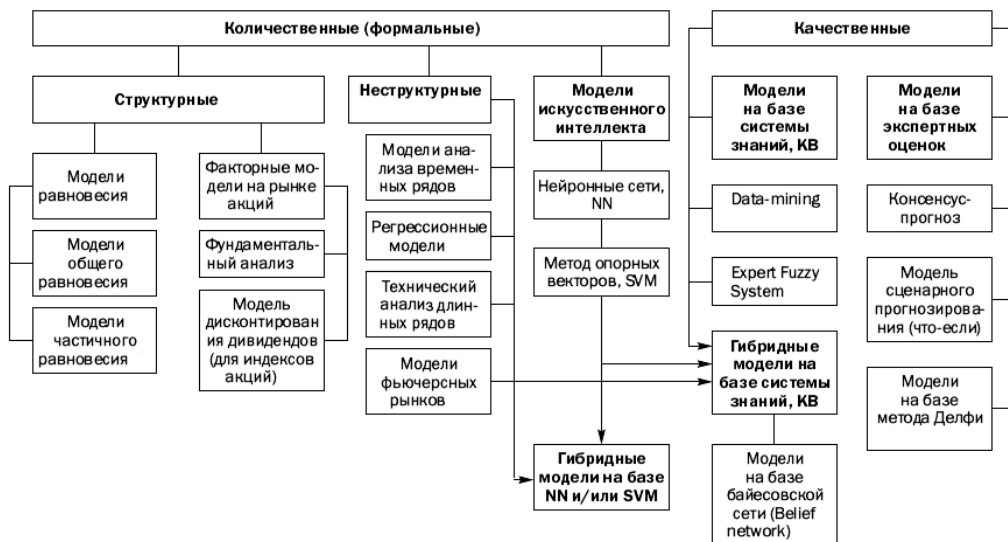 Количественные (формальные)
Качественные
Структурные
Неструктурные
Модели
искусственного
интеллекта
Модели
на базе
системы
знаний, KB
Модели
на базе
экспертных
оценок
Модели
равновесия
Факторные мо-
дели на рынке
акций
Модели ана-
лиза времен-
ных рядов
Нейронные сети,
NN
Data-mining
Консенсус-
прогноз
Модели
общего
равновесия
Фундаменталь-
ный анализ
Регрессионные
модели
Метод опорных
векторов, SVM
Expert Fuzzy
System
Модель
сценарного
прогнозирова-
ния (что-если)
Модели
частичного
равновесия
Модель
дисконтирован
ия дивидендов
(для индексов
акций)
Технический
анализ длин-
ных рядов
Модели
фьючерсных
рынков
Гибридные
модели на
базе системы
знаний, KB
Модели
на базе
метода Делфи
Гибридные
модели на базе
NN и/или SVM
Модели
на базе
байесовской
сети (Belief
network)